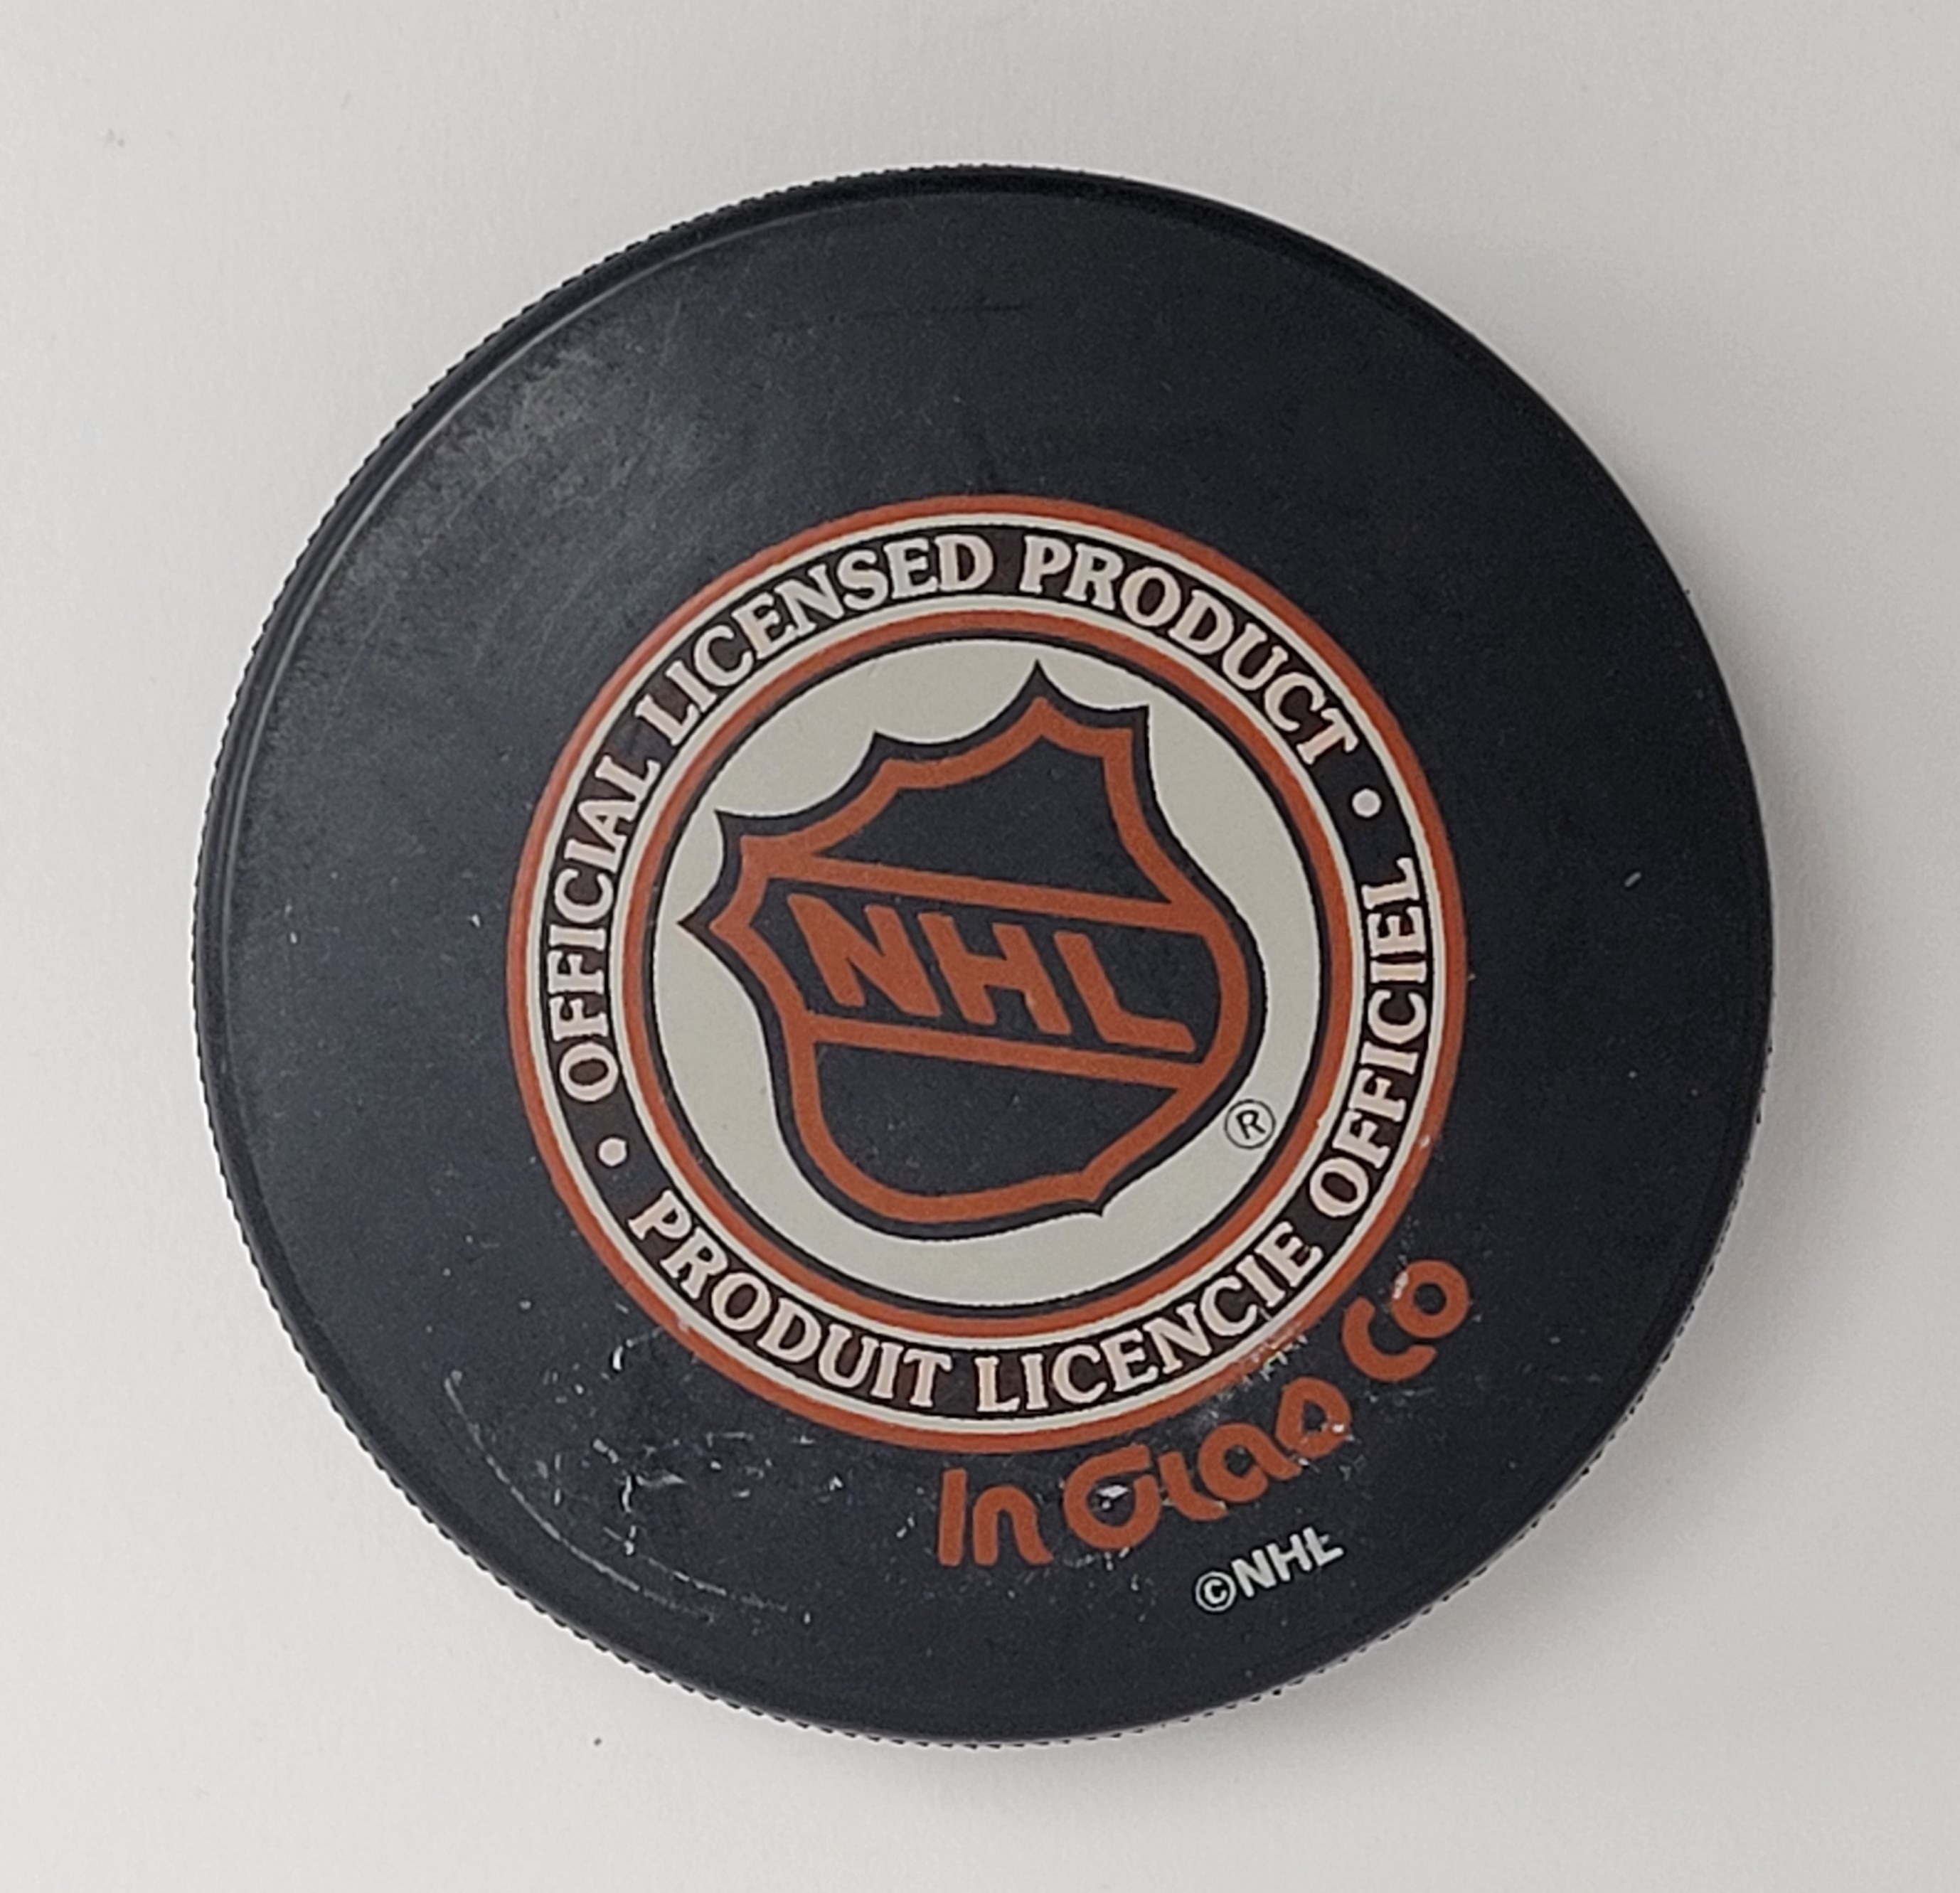 • OFFICIAL LICENSED PRODUCT •
PRODUIT LICENCIE OFFICIEL
NHL
®
In Glas Co
©NHL